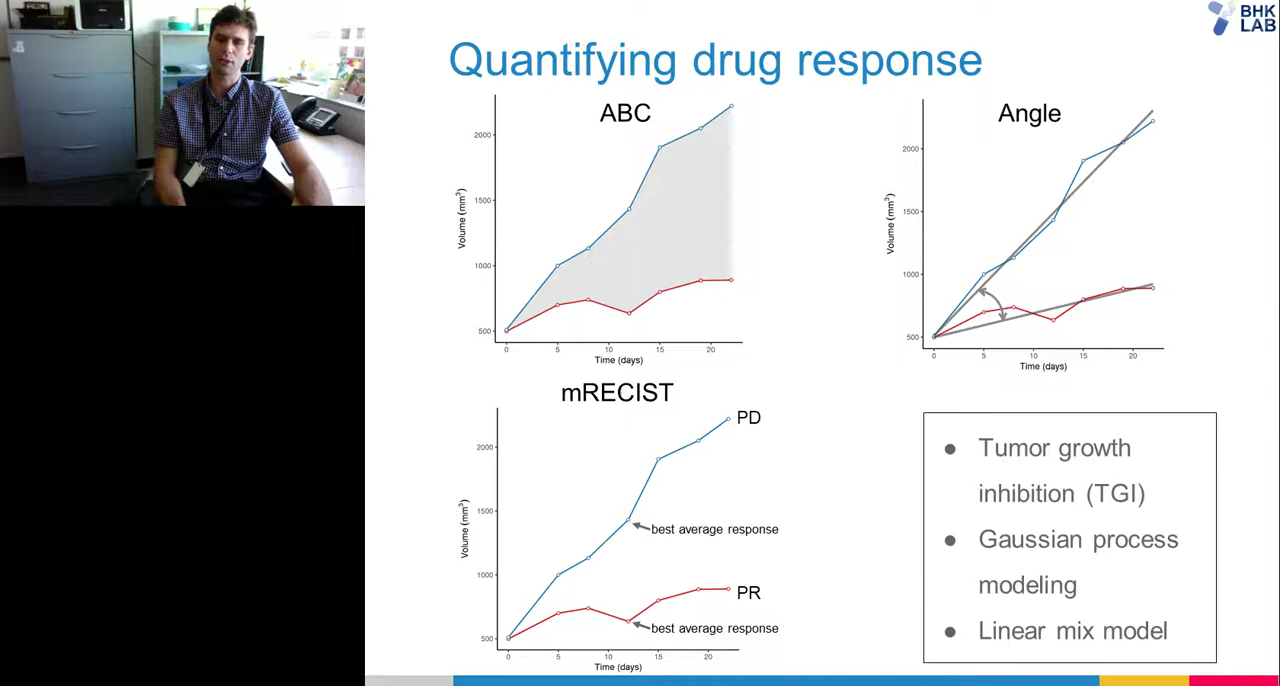 BHK
LAB
Quantifying drug response
ABC
Volume (mm³)
2000
1500
1000
500
0
5
10
15
20
Time (days)
Angle
Volume (mm³)
2000
1500
1000
500
0
5
10
15
20
Time (days)
mRECIST
Volume (mm³)
2000
1500
1000
500
0
5
10
15
20
Time (days)
PD
best average response
PR
best average response
● Tumor growth
inhibition (TGI)
● Gaussian process
modeling
● Linear mix model